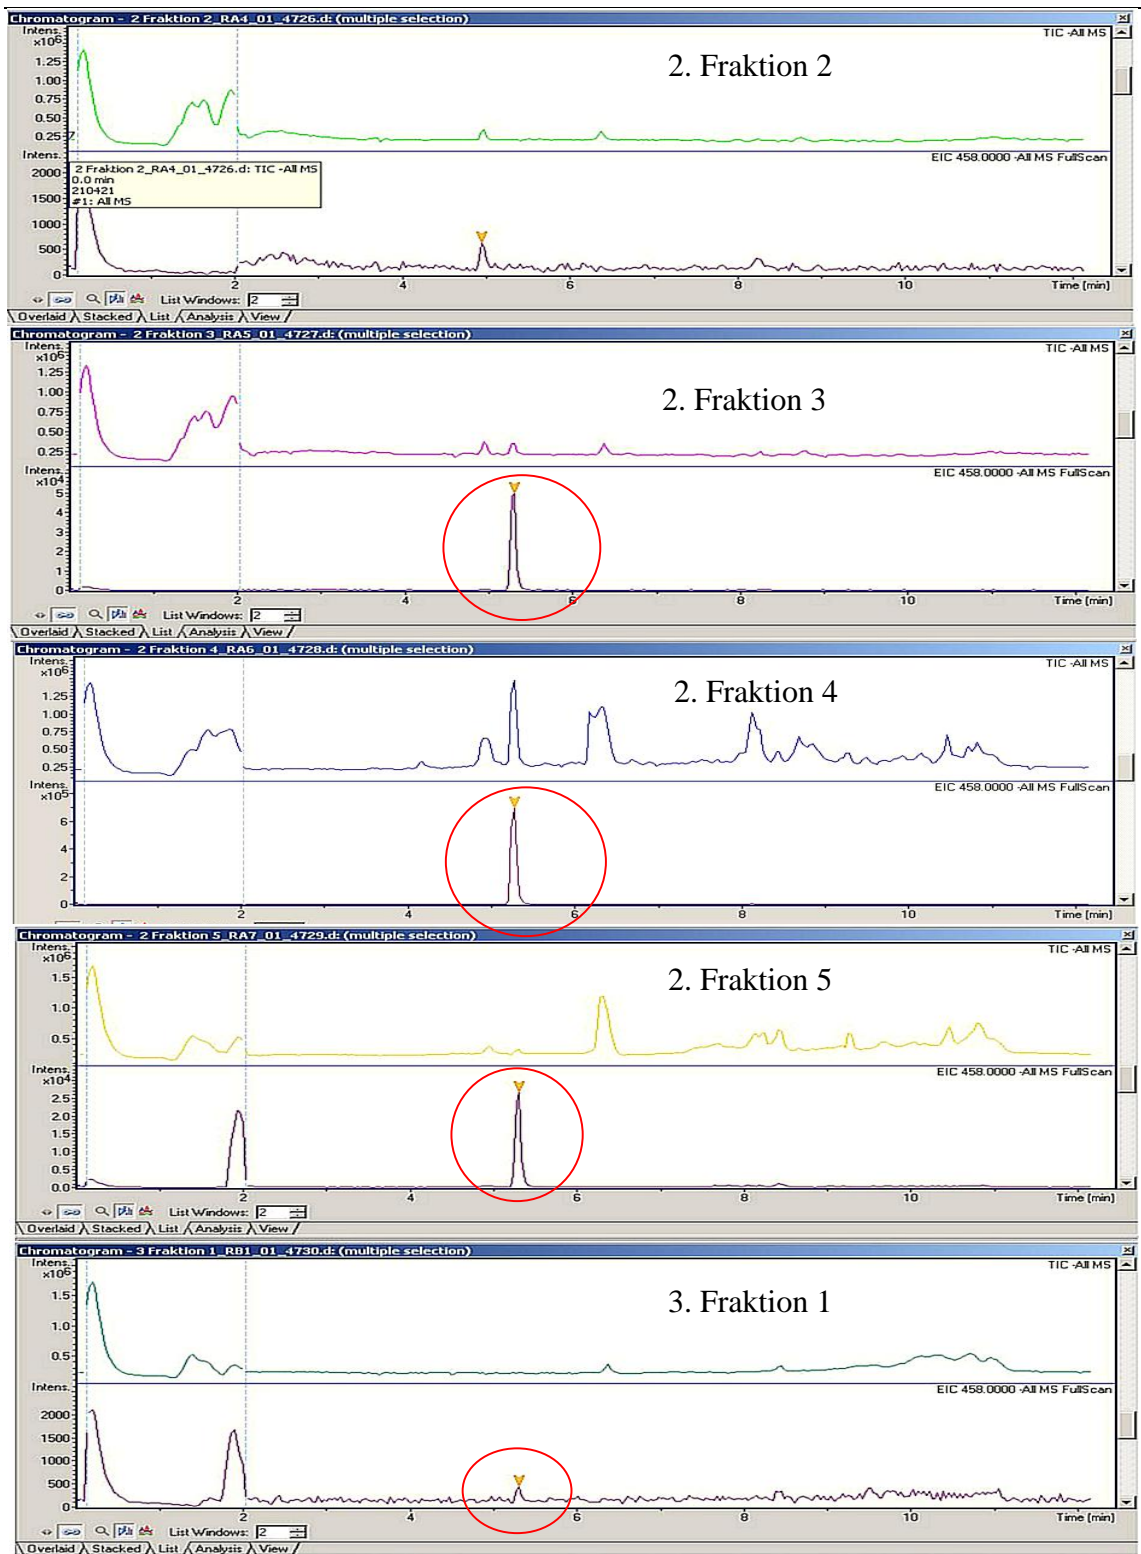 Chromatogram - 2 Fraktion 2_RA4_01_4726.d: (multiple selection)
Intens.
x10⁶
TIC -All MS
2. Fraktion 2
1.25
1.00
0.75
0.50
0.25
Intens.
EIC 458.0000 -All MS FullScan
2 Fraktion 2_RA4_01_4726.d: TIC -All MS
0.0 min
210421
#1: All MS
2000
1500
1000
500
0
2 4 6 8 10 Time [min]
List Windows: 2
Overlaid Stacked List Analysis View
Chromatogram - 2 Fraktion 3_RA5_01_4727.d: (multiple selection)
Intens.
x10⁶
TIC -All MS
2. Fraktion 3
1.25
1.00
0.75
0.50
0.25
Intens.
x10⁴
EIC 458.0000 -All MS FullScan
5
4
3
2
1
0
2 4 6 8 10 Time [min]
List Windows: 2
Overlaid Stacked List Analysis View
Chromatogram - 2 Fraktion 4_RA6_01_4728.d: (multiple selection)
Intens.
x10⁶
TIC -All MS
2. Fraktion 4
1.25
1.00
0.75
0.50
0.25
Intens.
x10⁵
EIC 458.0000 -All MS FullScan
6
4
2
0
2 4 6 8 10 Time [min]
Chromatogram - 2 Fraktion 5_RA7_01_4729.d: (multiple selection)
Intens.
x10⁶
TIC -All MS
2. Fraktion 5
1.5
1.0
0.5
Intens.
x10⁴
EIC 458.0000 -All MS FullScan
2.5
2.0
1.5
1.0
0.5
0.0
2 4 6 8 10 Time [min]
List Windows: 2
Overlaid Stacked List Analysis View
Chromatogram - 3 Fraktion 1_RB1_01_4730.d: (multiple selection)
Intens.
x10⁶
TIC -All MS
3. Fraktion 1
1.5
1.0
0.5
Intens.
EIC 458.0000 -All MS FullScan
2000
1500
1000
500
0
2 4 6 8 10 Time [min]
List Windows: 2
Overlaid Stacked List Analysis View